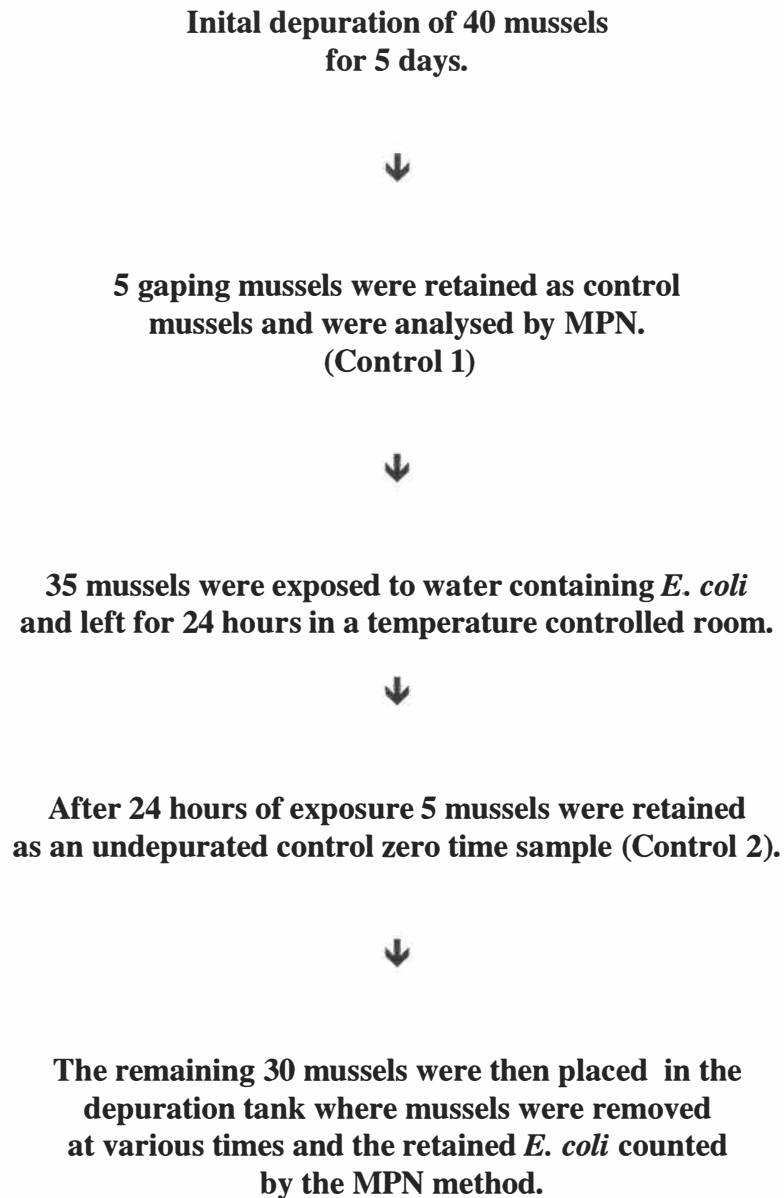 Inital depuration of 40 mussels
for 5 days.
↓
5 gaping mussels were retained as control
mussels and were analysed by MPN.
(Control 1)
↓
35 mussels were exposed to water containing E. coli
and left for 24 hours in a temperature controlled room.
↓
After 24 hours of exposure 5 mussels were retained
as an undepurated control zero time sample (Control 2).
↓
The remaining 30 mussels were then placed in the
depuration tank where mussels were removed
at various times and the retained E. coli counted
by the MPN method.